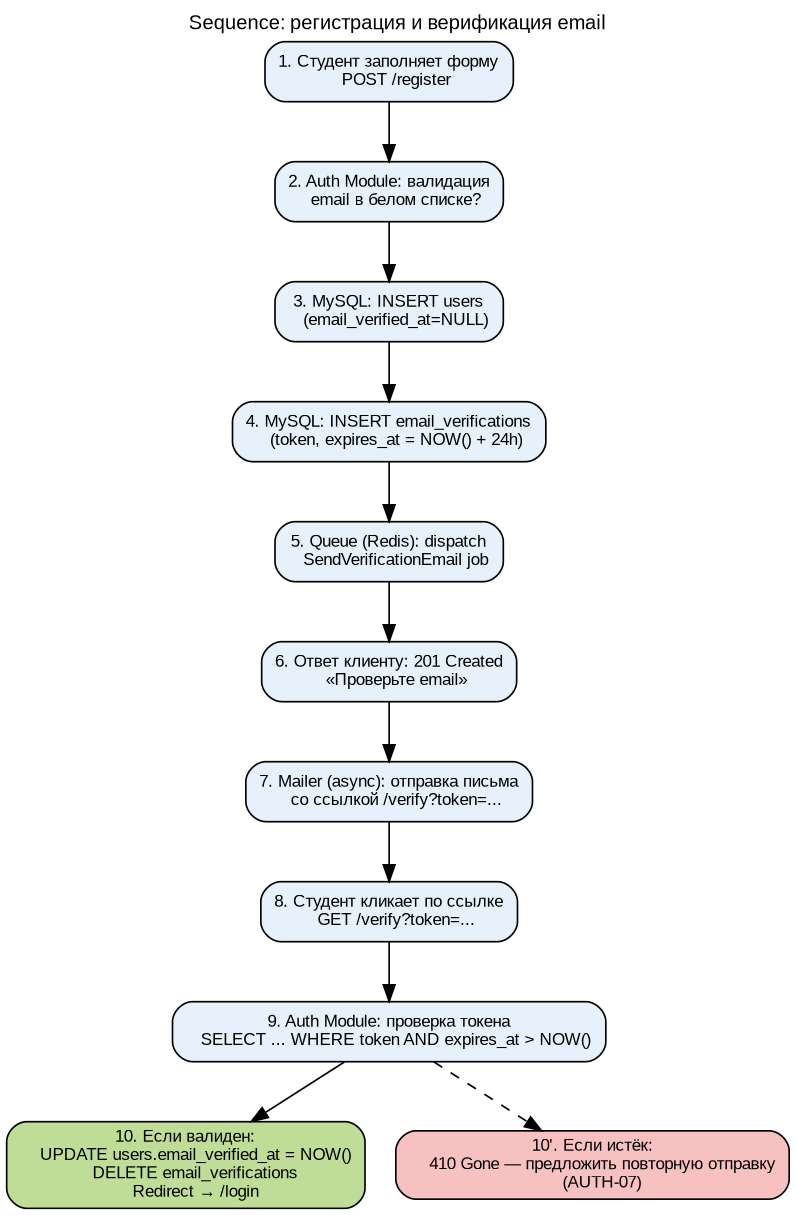 Sequence: регистрация и верификация email
1. Студент заполняет форму
POST /register
2. Auth Module: валидация
email в белом списке?
3. MySQL: INSERT users
(email_verified_at=NULL)
4. MySQL: INSERT email_verifications
(token, expires_at = NOW() + 24h)
5. Queue (Redis): dispatch
SendVerificationEmail job
6. Ответ клиенту: 201 Created
«Проверьте email»
7. Mailer (async): отправка письма
со ссылкой /verify?token=...
8. Студент кликает по ссылке
GET /verify?token=...
9. Auth Module: проверка токена
SELECT ... WHERE token AND expires_at > NOW()
10. Если валиден:
UPDATE users.email_verified_at = NOW()
DELETE email_verifications
Redirect → /login
10'. Если истёк:
410 Gone — предложить повторную отправку
(AUTH-07)